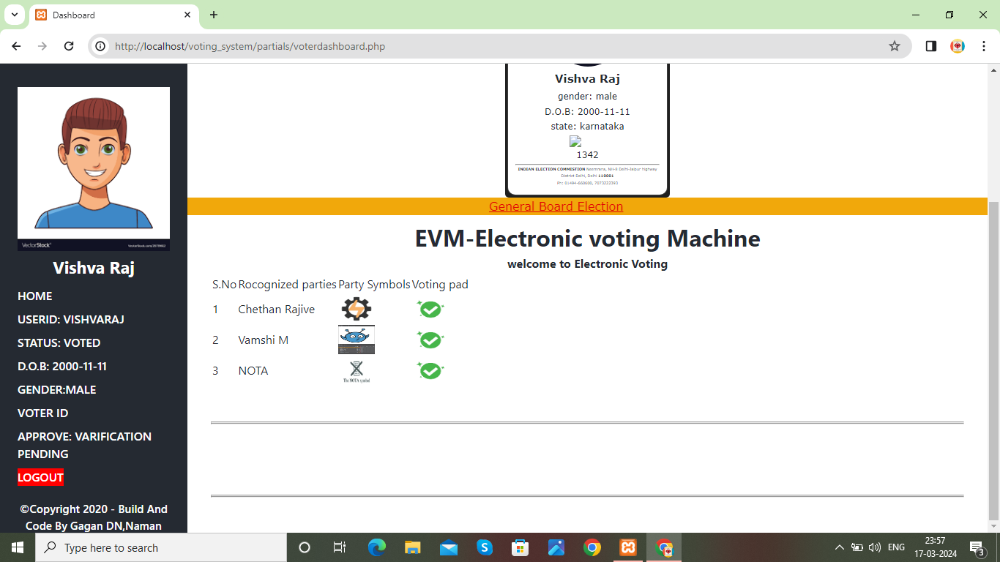 Dashboard
http://localhost/voting_system/partials/voterdashboard.php
VectorStock®
VectorStock.com/28709462
Vishva Raj
HOME
USERID: VISHVARAJ
STATUS: VOTED
D.O.B: 2000-11-11
GENDER:MALE
VOTER ID
APPROVE: VARIFICATION
PENDING
LOGOUT
©Copyright 2020 - Build And
Code By Gagan DN,Naman
Vishva Raj
gender: male
D.O.B: 2000-11-11
state: karnataka
1342
INDIAN ELECTION COMMISTION Neemrana, NH-8 Delhi-Jaipur highway
District Delhi, Delhi 110001
Ph: 01494-660600, 7073222393
General Board Election
EVM-Electronic voting Machine
welcome to Electronic Voting
S.No Rocognized parties Party Symbols Voting pad
1 Chethan Rajive
2 Vamshi M
3 NOTA
The NOTA symbol
Type here to search
ENG
23:57
17-03-2024
3